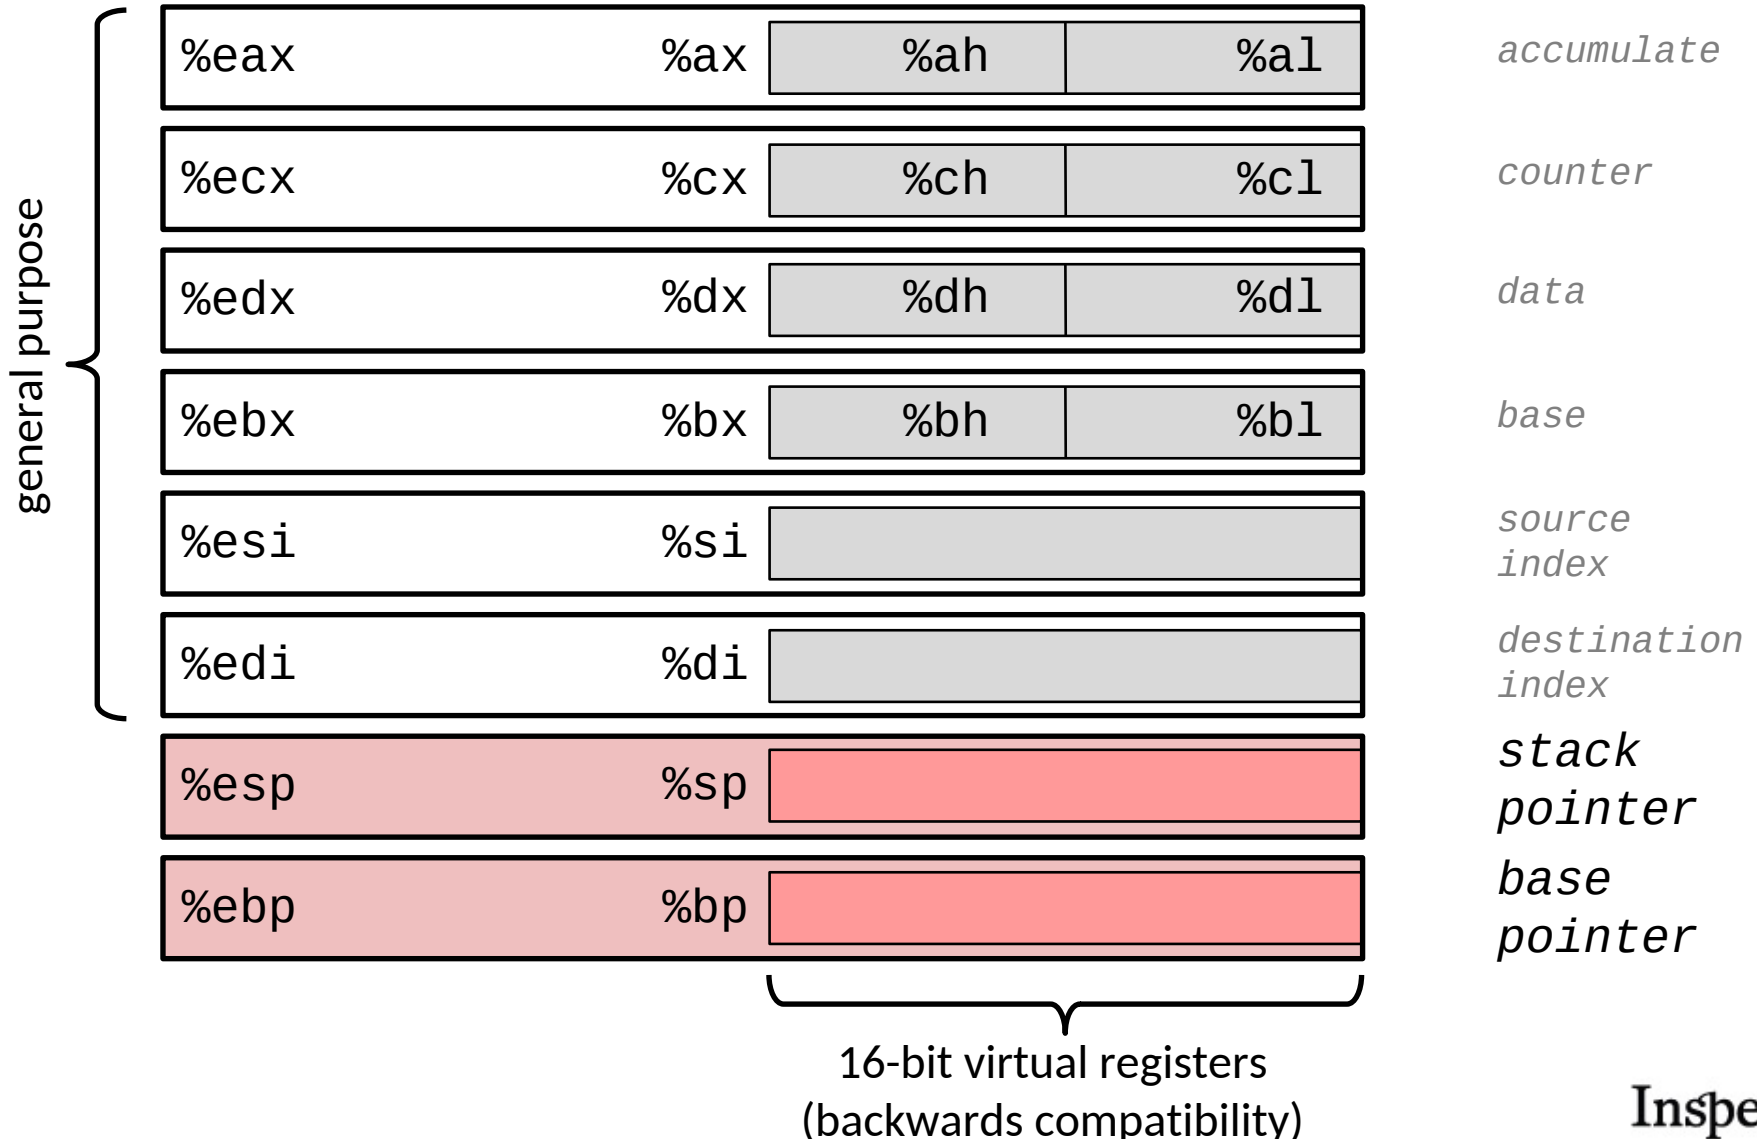 general purpose
%eax %ax %ah %al accumulate
%ecx %cx %ch %cl counter
%edx %dx %dh %dl data
%ebx %bx %bh %bl base
%esi %si source
index
%edi %di destination
index
%esp %sp stack
pointer
%ebp %bp base
pointer
16-bit virtual registers
(backwards compatibility)